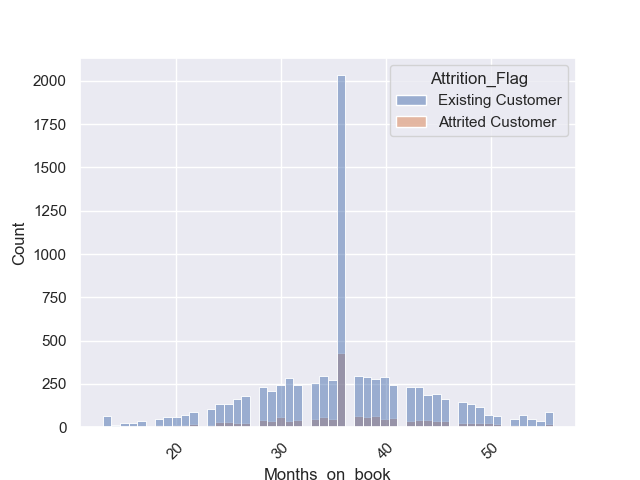 Attrition_Flag
Existing Customer
Attrited Customer
Count
2000
1750
1500
1250
1000
750
500
250
0
20
30
40
50
Months_on_book